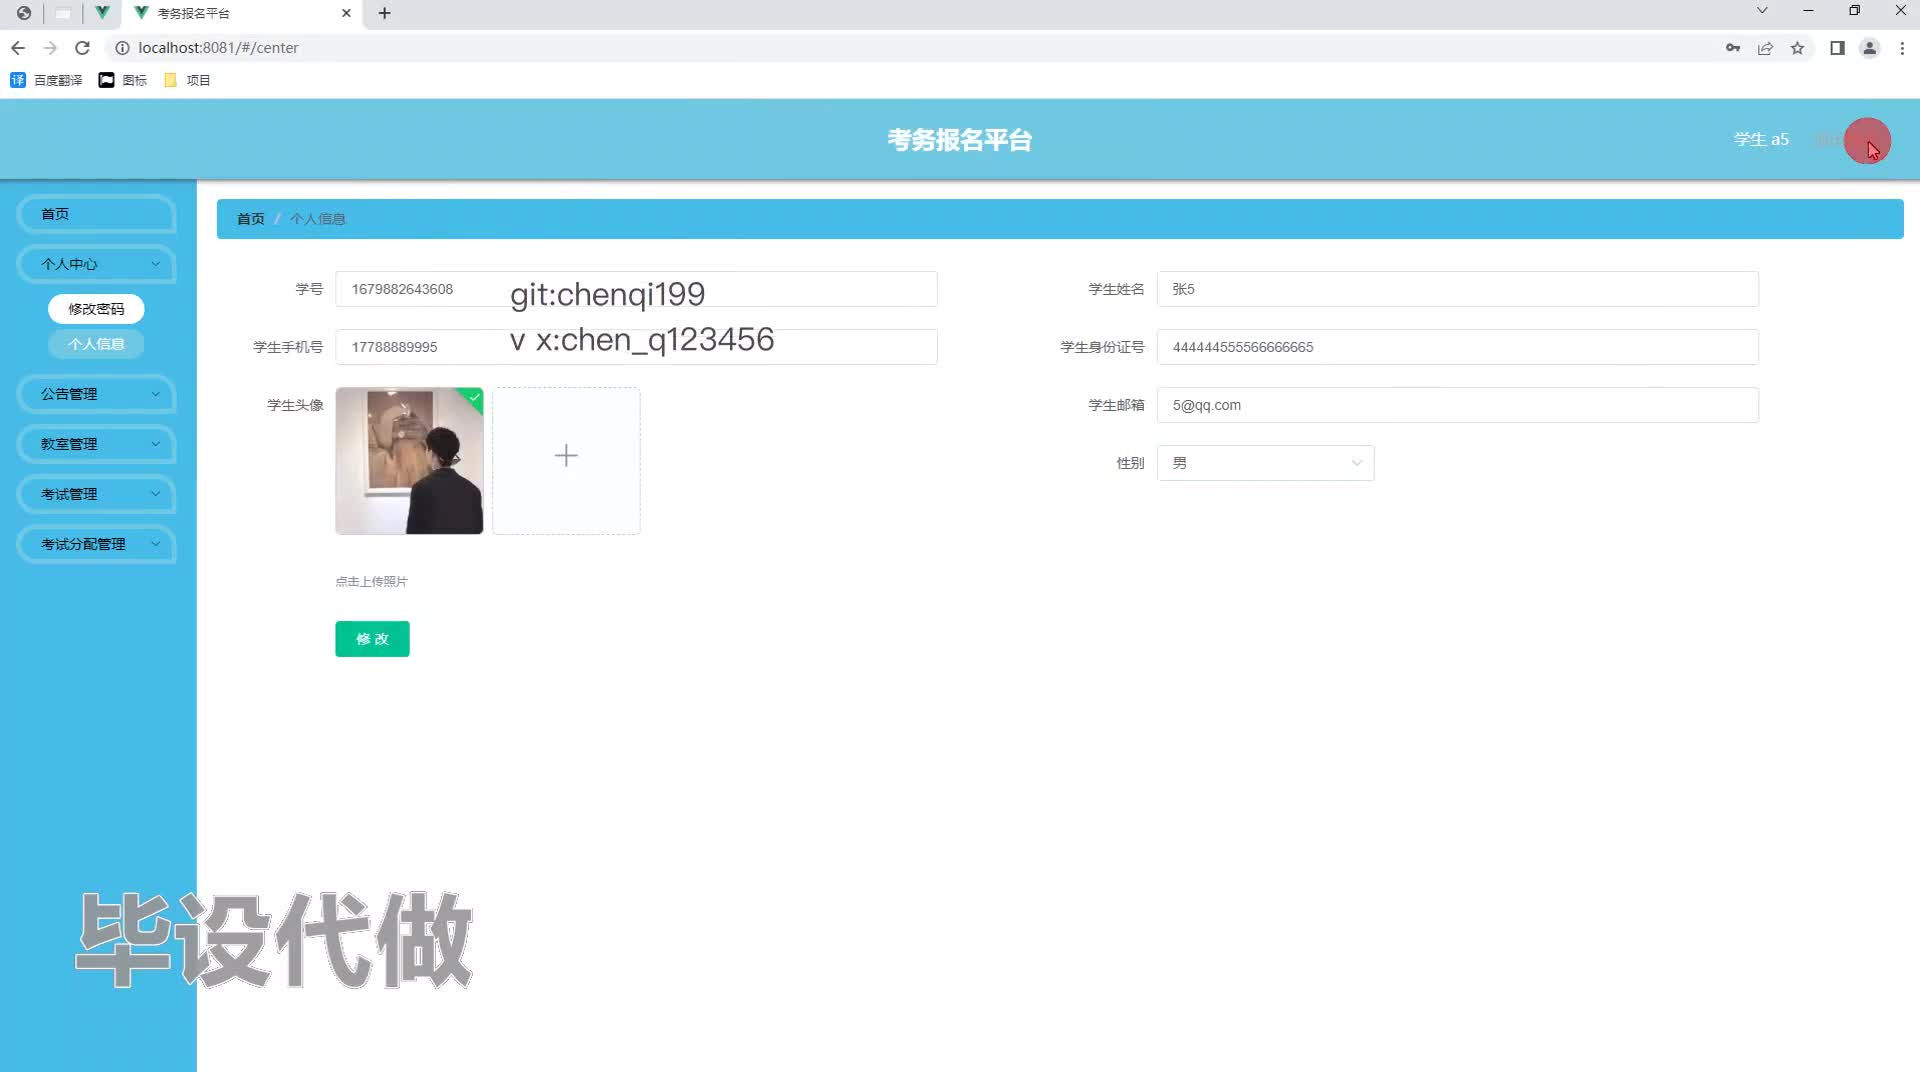 考务报名平台
localhost:8081/#/center
百度翻译
图标
项目
考务报名平台
学生 a5
首页
个人中心
修改密码
个人信息
公告管理
教室管理
考试管理
考试分配管理
首页 / 个人信息
学号 1679882643608
学生姓名 张5
git:chenqi199
学生手机号 17788889995
学生身份证号 444444555566666665
v x:chen_q123456
学生头像
学生邮箱 5@qq.com
性别 男
点击上传照片
修改
毕设代做